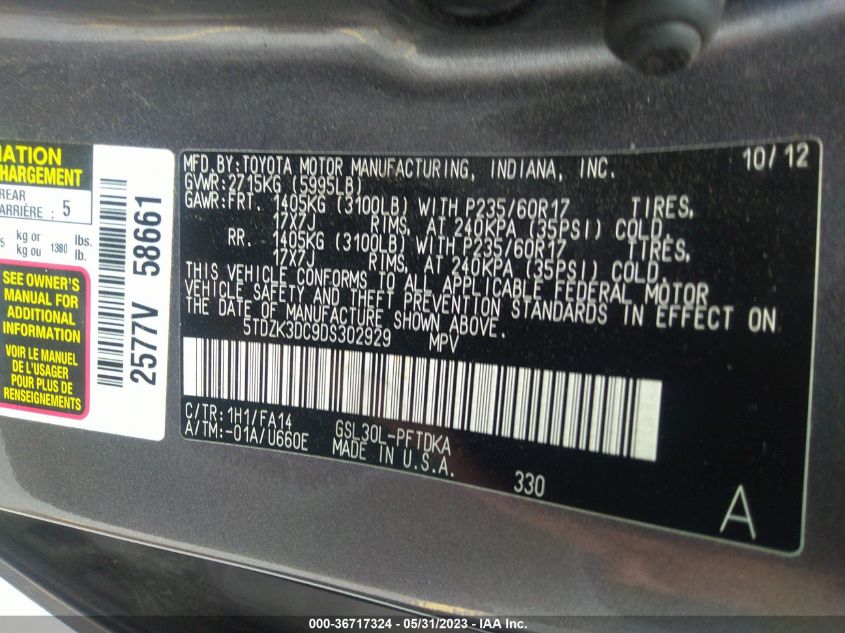 MATION
CHARGEMENT
REAR
ARRIÈRE : 5
5 kg or 1380 lbs.
kg ou lb.
SEE OWNER'S
MANUAL FOR
ADDITIONAL
INFORMATION
VOIR LE MANUEL
DE L'USAGER
POUR PLUS DE
RENSEIGNEMENTS
2577V 58661
MFD.BY:TOYOTA MOTOR MANUFACTURING, INDIANA, INC. 10/12
GVWR:2715KG (5995LB)
GAWR:FRT. 1405KG (3100LB) WITH P235/60R17 TIRES,
17X7J RIMS, AT 240KPA (35PSI) COLD.
RR. 1405KG (3100LB) WITH P235/60R17 TIRES,
17X7J RIMS, AT 240KPA (35PSI) COLD.
THIS VEHICLE CONFORMS TO ALL APPLICABLE FEDERAL MOTOR
VEHICLE SAFETY AND THEFT PREVENTION STANDARDS IN EFFECT ON
THE DATE OF MANUFACTURE SHOWN ABOVE.
5TDZK3DC9DS302929 MPV
C/TR:1H1/FA14
A/TM:-01A/U660E GSL30L-PFTDKA
MADE IN U.S.A.
330
A
000-36717324 - 05/31/2023 - IAA Inc.